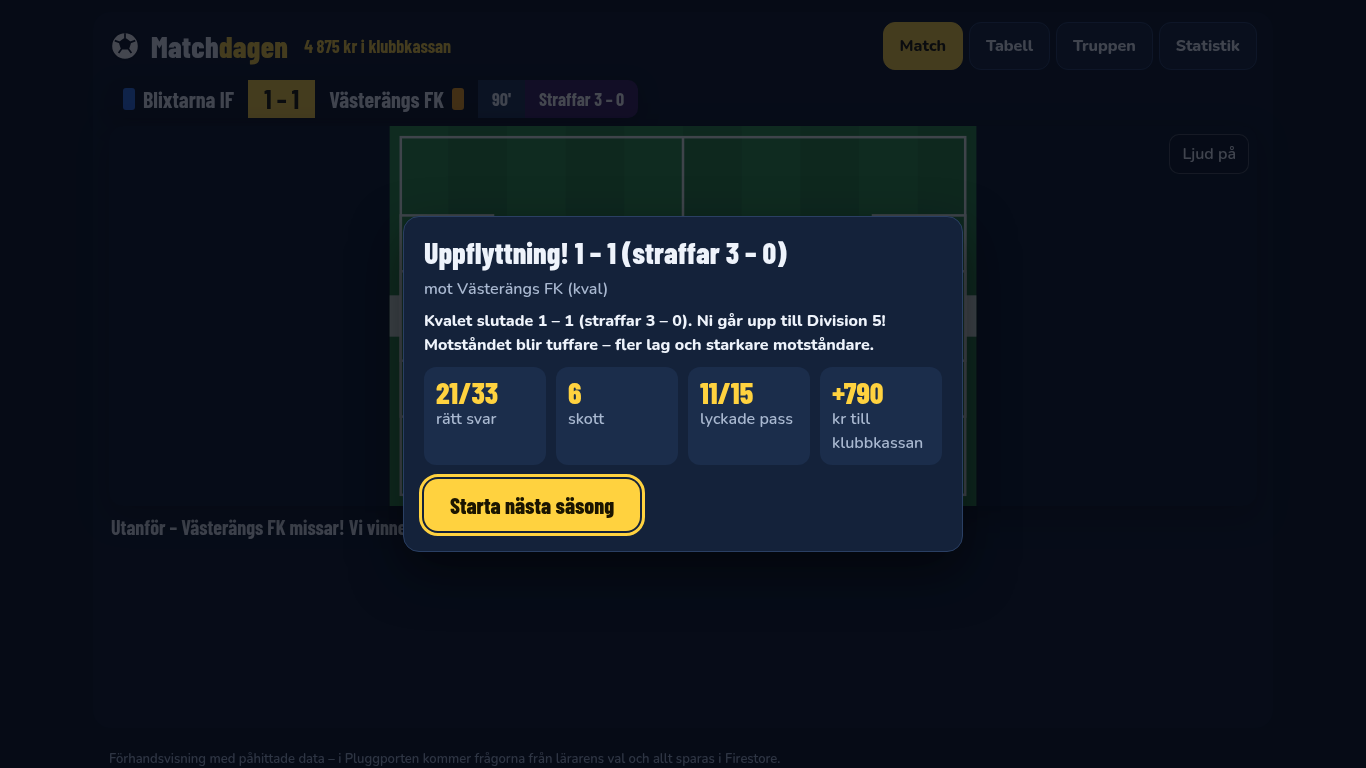 Matchdagen 4 875 kr i klubbkassan Match Tabell Truppen Statistik
Blixtarna IF 1 – 1 Västerängs FK 90' Straffar 3 – 0
Ljud på
Uppflyttning! 1 – 1 (straffar 3 – 0)
mot Västerängs FK (kval)
Kvalet slutade 1 – 1 (straffar 3 – 0). Ni går upp till Division 5!
Motståndet blir tuffare – fler lag och starkare motståndare.
21/33 6 11/15 +790
rätt svar skott lyckade pass kr till
klubbkassan
Starta nästa säsong
Utanför – Västerängs FK missar! Vi vinne
Förhandsvisning med påhittade data – i Pluggporten kommer frågorna från lärarens val och allt sparas i Firestore.